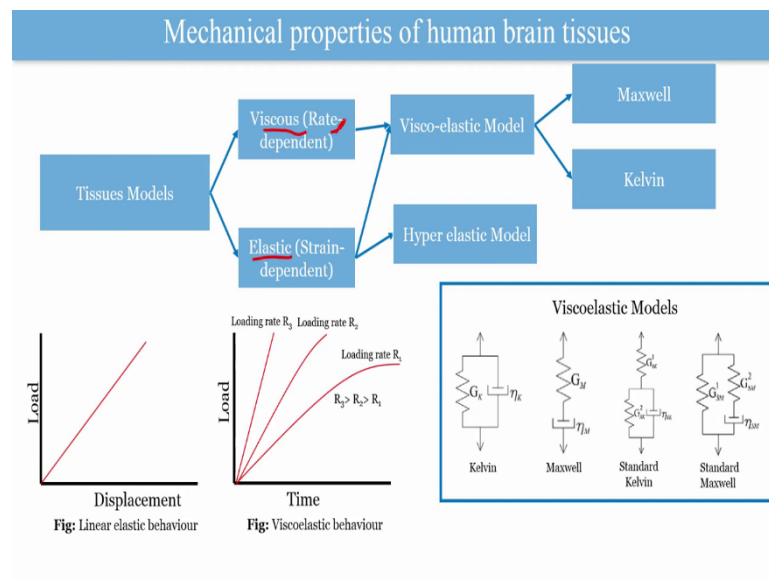 Mechanical properties of human brain tissues
Tissues Models
Viscous (Rate-
dependent)
Elastic (Strain-
dependent)
Visco-elastic Model
Hyper elastic Model
Maxwell
Kelvin
Load
Displacement
Fig: Linear elastic behaviour
Loading rate R3
Loading rate R2
Loading rate R1
R3> R2> R1
Load
Time
Fig: Viscoelastic behaviour
Viscoelastic Models
GK
ηK
Kelvin
GM
ηM
Maxwell
Standard
Kelvin
G¹SM
G²SM
ηSM
Standard
Maxwell